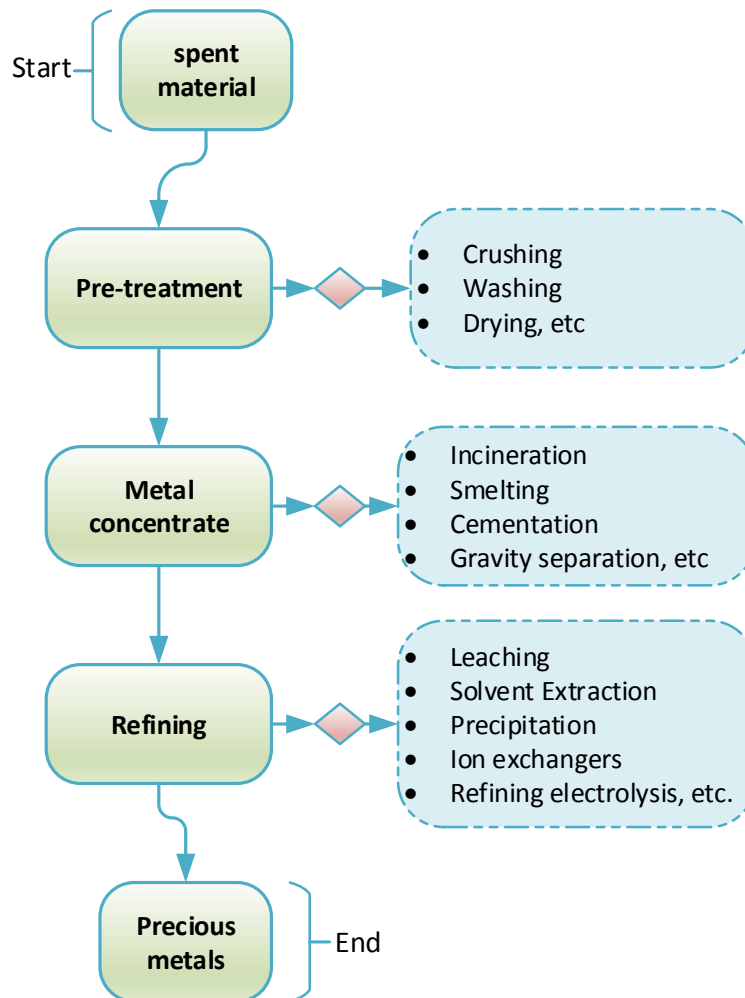 Start
spent
material
Pre-treatment
• Crushing
• Washing
• Drying, etc
Metal
concentrate
• Incineration
• Smelting
• Cementation
• Gravity separation, etc
Refining
• Leaching
• Solvent Extraction
• Precipitation
• Ion exchangers
• Refining electrolysis, etc.
Precious
metals
End